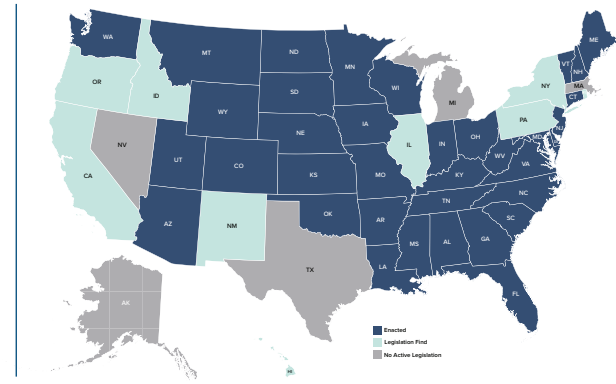 WA
MT
ND
MN
ME
VT
NH
OR
ID
SD
WI
NY
MA
CT
WY
MI
PA
NJ
NV
NE
IA
IL
IN
OH
MD
UT
CO
WV
VA
CA
KS
MO
KY
NC
AZ
NM
OK
AR
TN
SC
MS
AL
GA
TX
LA
FL
AK
HI
Enacted
Legislation Find
No Active Legislation